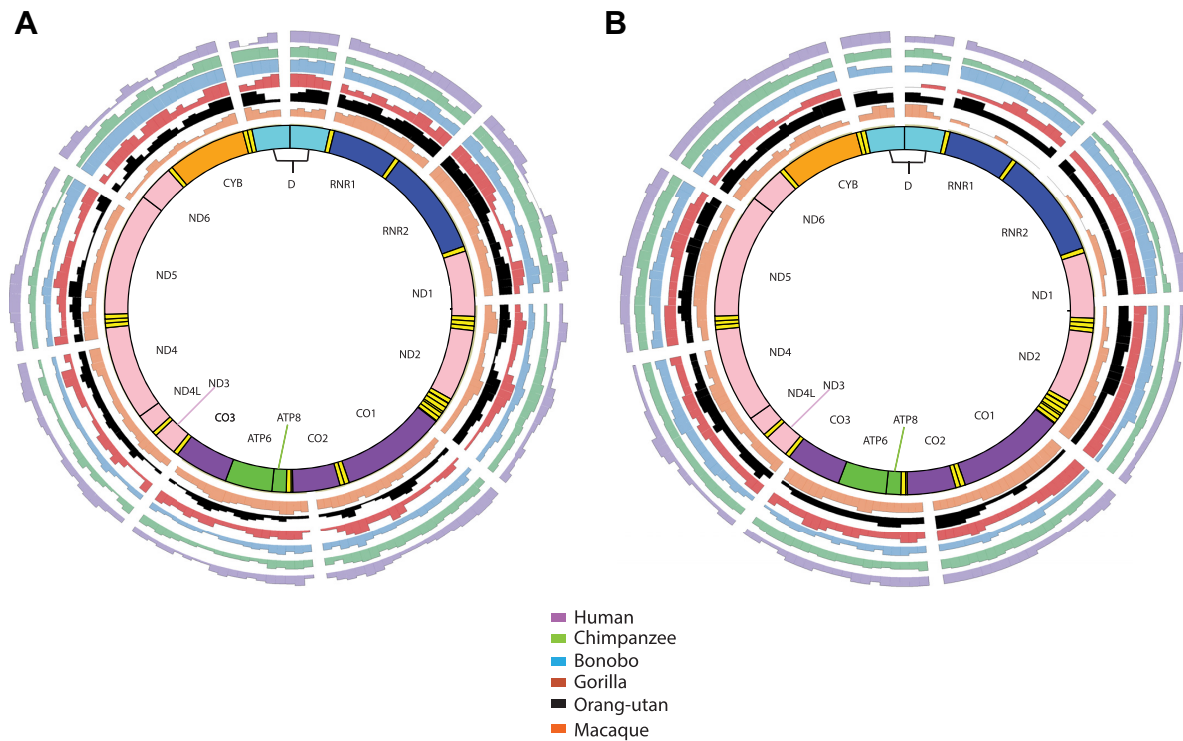 A
B
CYB
D
RNR1
ND6
RNR2
ND5
ND1
ND4
ND2
ND4L
ND3
CO3
ATP8
CO1
ATP6
CO2
CYB
D
RNR1
ND6
RNR2
ND5
ND1
ND4
ND2
ND4L
ND3
CO3
ATP8
CO1
ATP6
CO2
Human
Chimpanzee
Bonobo
Gorilla
Orang-utan
Macaque